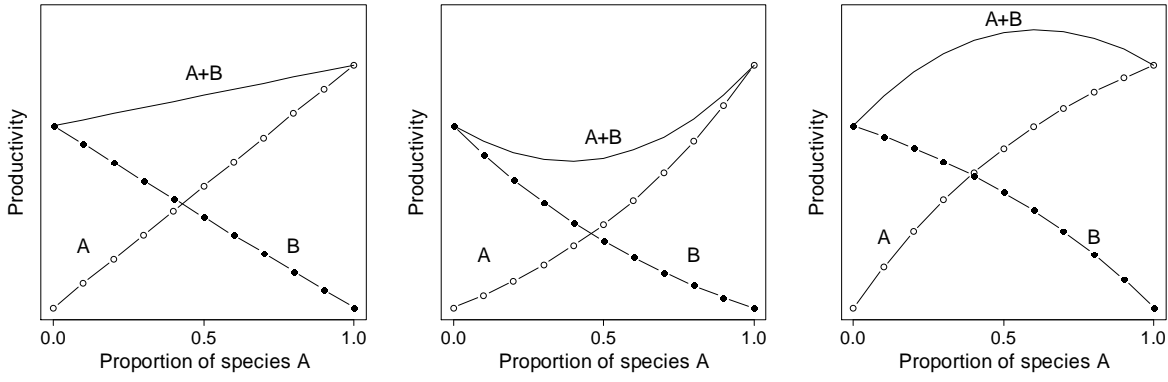 Productivity
A+B
A
B
0.0 0.5 1.0
Proportion of species A
Productivity
A+B
A
B
0.0 0.5 1.0
Proportion of species A
Productivity
A+B
A
B
0.0 0.5 1.0
Proportion of species A